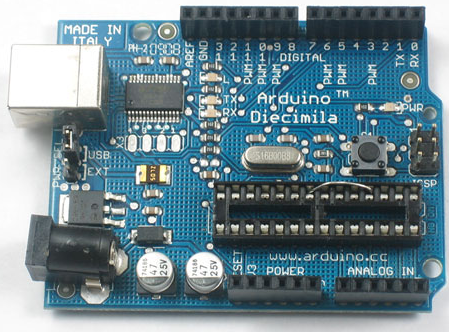 MADE IN
ITALY
AREF
GND
13
12
11
10
9
8
7
6
5
4
3
2
1
0
PWM
PWM
PWM
PWM
PWM
PWM
DIGITAL
TX
RX
TX
RX
Arduino
TM
Diecimila
PWR
USB
EXT
47
25V
47
25V
www.arduino.cc
RESET
POWER
ANALOG IN